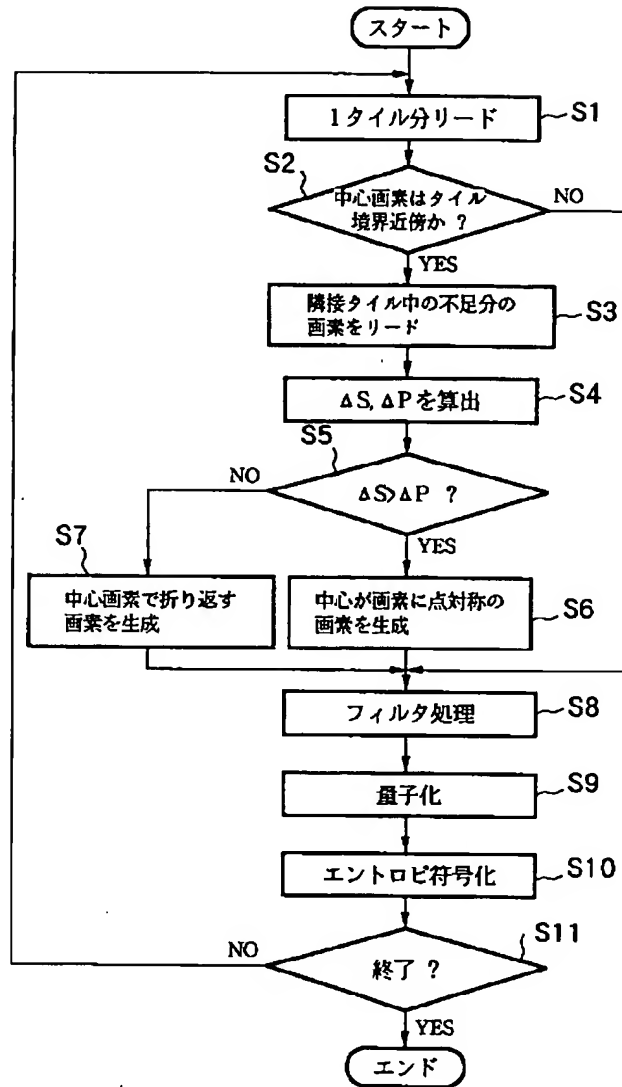 スタート
1タイル分リード
S1
S2
中心画素はタイル
境界近傍か ?
NO
YES
隣接タイル中の不足分の
画素をリード
S3
ΔS, ΔPを算出
S4
S5
NO
ΔS>ΔP ?
YES
S7
中心画素で折り返す
画素を生成
中心が画素に点対称の
画素を生成
S6
フィルタ処理
S8
量子化
S9
エントロピ符号化
S10
NO
終了 ?
S11
YES
エンド